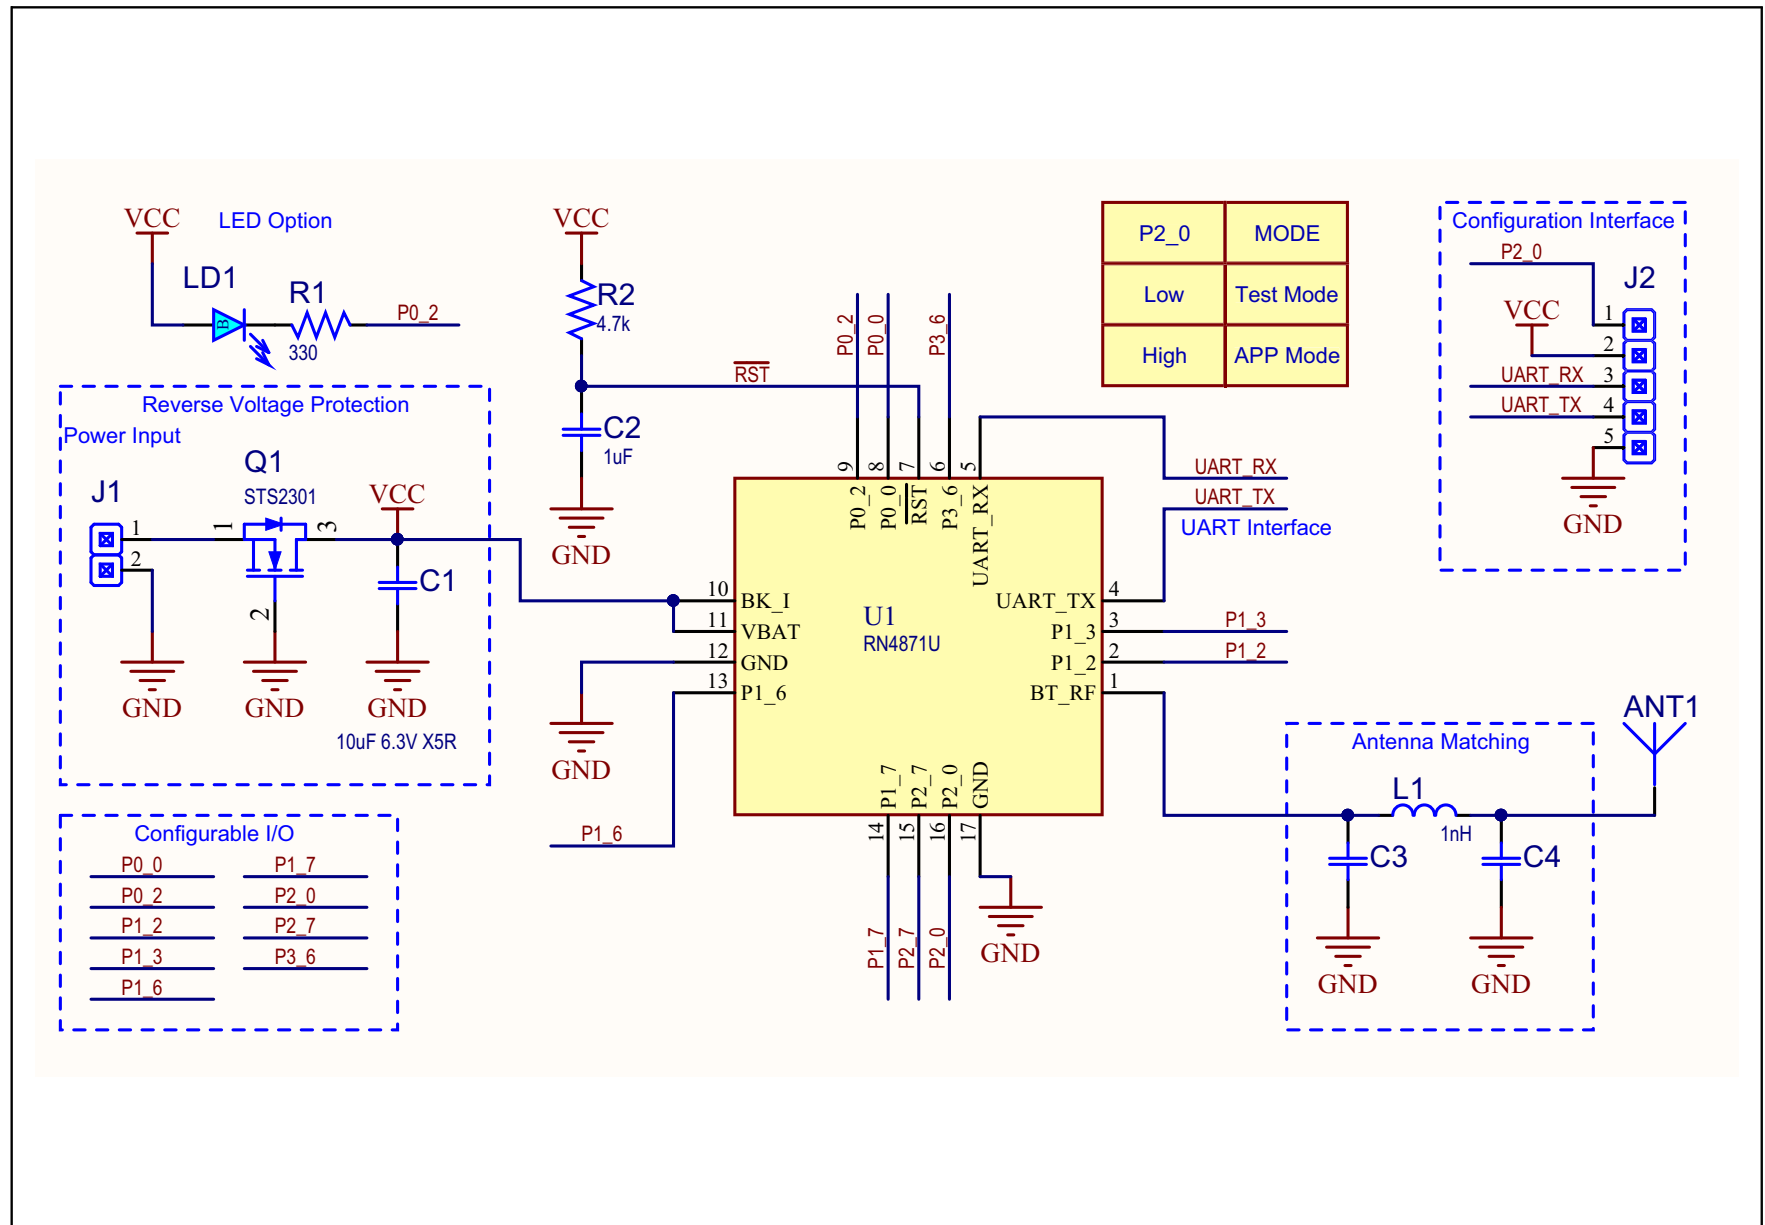 VCC
LED Option
LD1
B
R1
330
P0_2
VCC
R2
4.7k
RST
C2
1uF
GND
P0_2
P0_0
P3_6
P2_0 MODE
Low Test Mode
High APP Mode
Configuration Interface
P2_0
J2
VCC
1
2
UART_RX 3
UART_TX 4
5
GND
Reverse Voltage Protection
Power Input
J1
1
2
Q1
STS2301
1
3
2
VCC
C1
GND
GND
GND
10uF 6.3V X5R
9
8
7
6
5
P0_2
P0_0
RST
P3_6
UART_RX
UART_RX
UART_TX
UART Interface
10 BK_I
11 VBAT
12 GND
13 P1_6
U1
RN4871U
UART_TX 4
P1_3 3
P1_2 2
BT_RF 1
P1_3
P1_2
GND
P1_6
P1_7
P2_7
P2_0
GND
14
15
16
17
P1_7
P2_7
P2_0
GND
ANT1
Antenna Matching
L1
1nH
C3
C4
GND
GND
Configurable I/O
P0_0 P1_7
P0_2 P2_0
P1_2 P2_7
P1_3 P3_6
P1_6